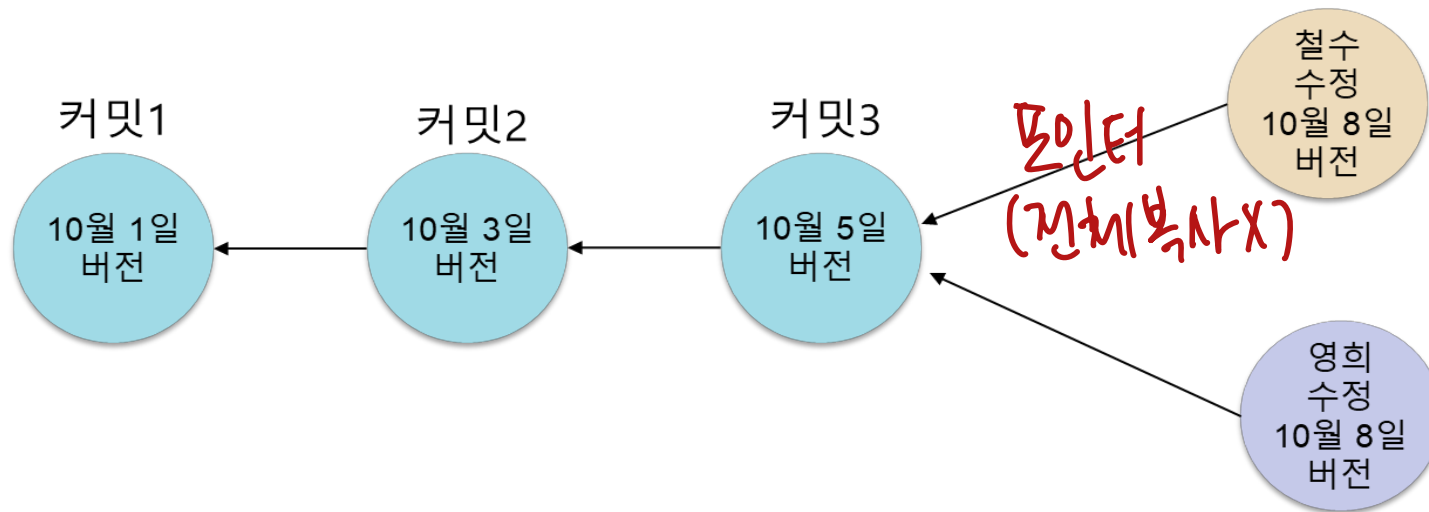 커밋1
10월 1일
버전
커밋2
10월 3일
버전
커밋3
10월 5일
버전
포인터
(전체복사X)
철수
수정
10월 8일
버전
영희
수정
10월 8일
버전